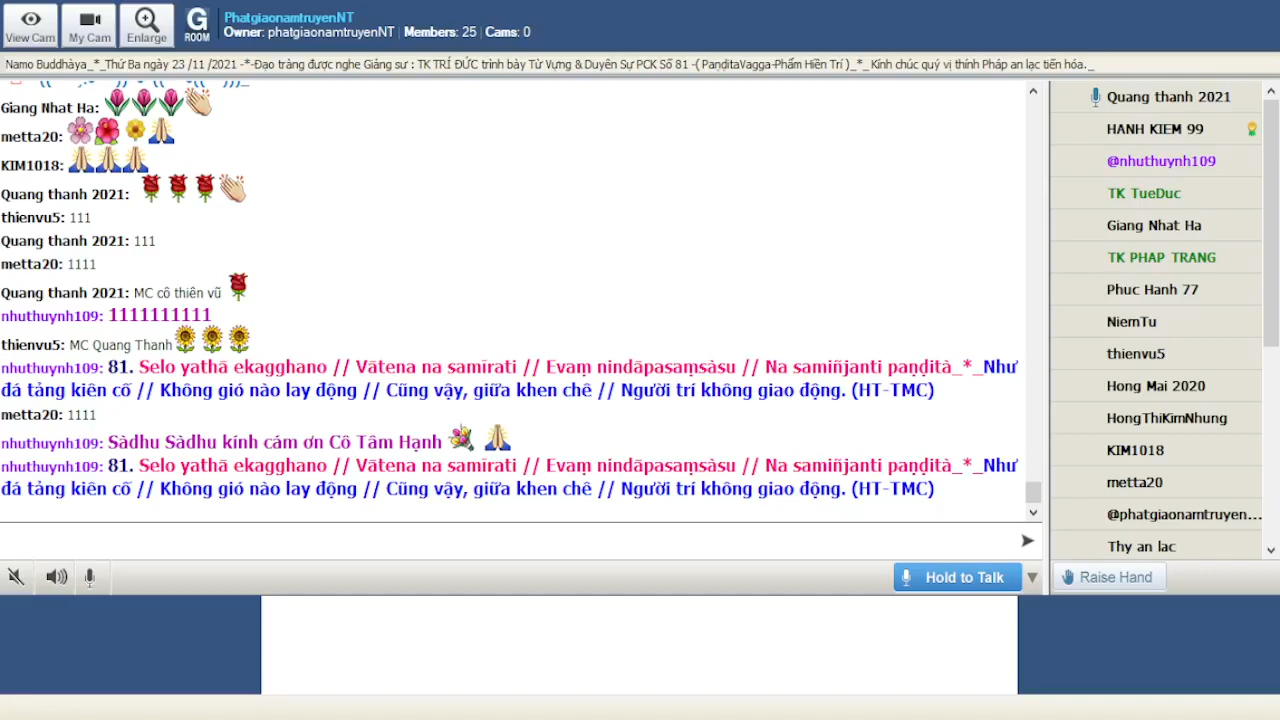 View Cam
My Cam
Enlarge
G
ROOM
PhatgiaonamtruyenNT
Owner: phatgiaonamtruyenNT | Members: 25 | Cams: 0
Namo Buddhàya_*_Thứ Ba ngày 23 /11 /2021 -*-Đạo tràng được nghe Giảng sư : TK TRÍ ĐỨC trình bày Từ Vựng & Duyên Sự PCK Số 81 -( PaṇḍitaVagga-Phẩm Hiền Trí )_*_Kính chúc quý vị thính Pháp an lạc tiến hóa._
Giang Nhat Ha:
metta20:
KIM1018:
Quang thanh 2021:
thienvu5: 111
Quang thanh 2021: 111
metta20: 1111
Quang thanh 2021: MC cô thiên vũ
nhuthuynh109: 1111111111
thienvu5: MC Quang Thanh
nhuthuynh109: 81. Selo yathā ekagghano // Vātena na samīrati // Evaṃ nindāpasaṃsàsu // Na samiñjanti paṇḍità_*_Như
đá tảng kiên cố // Không gió nào lay động // Cũng vậy, giữa khen chê // Người trí không giao động. (HT-TMC)
metta20: 1111
nhuthuynh109: Sàdhu Sàdhu kính cám ơn Cô Tâm Hạnh
nhuthuynh109: 81. Selo yathā ekagghano // Vātena na samīrati // Evaṃ nindāpasaṃsàsu // Na samiñjanti paṇḍità_*_Như
đá tảng kiên cố // Không gió nào lay động // Cũng vậy, giữa khen chê // Người trí không giao động. (HT-TMC)
Hold to Talk
Quang thanh 2021
HANH KIEM 99
@nhuthuynh109
TK TueDuc
Giang Nhat Ha
TK PHAP TRANG
Phuc Hanh 77
NiemTu
thienvu5
Hong Mai 2020
HongThiKimNhung
KIM1018
metta20
@phatgiaonamtruyen...
Thy an lac
Raise Hand